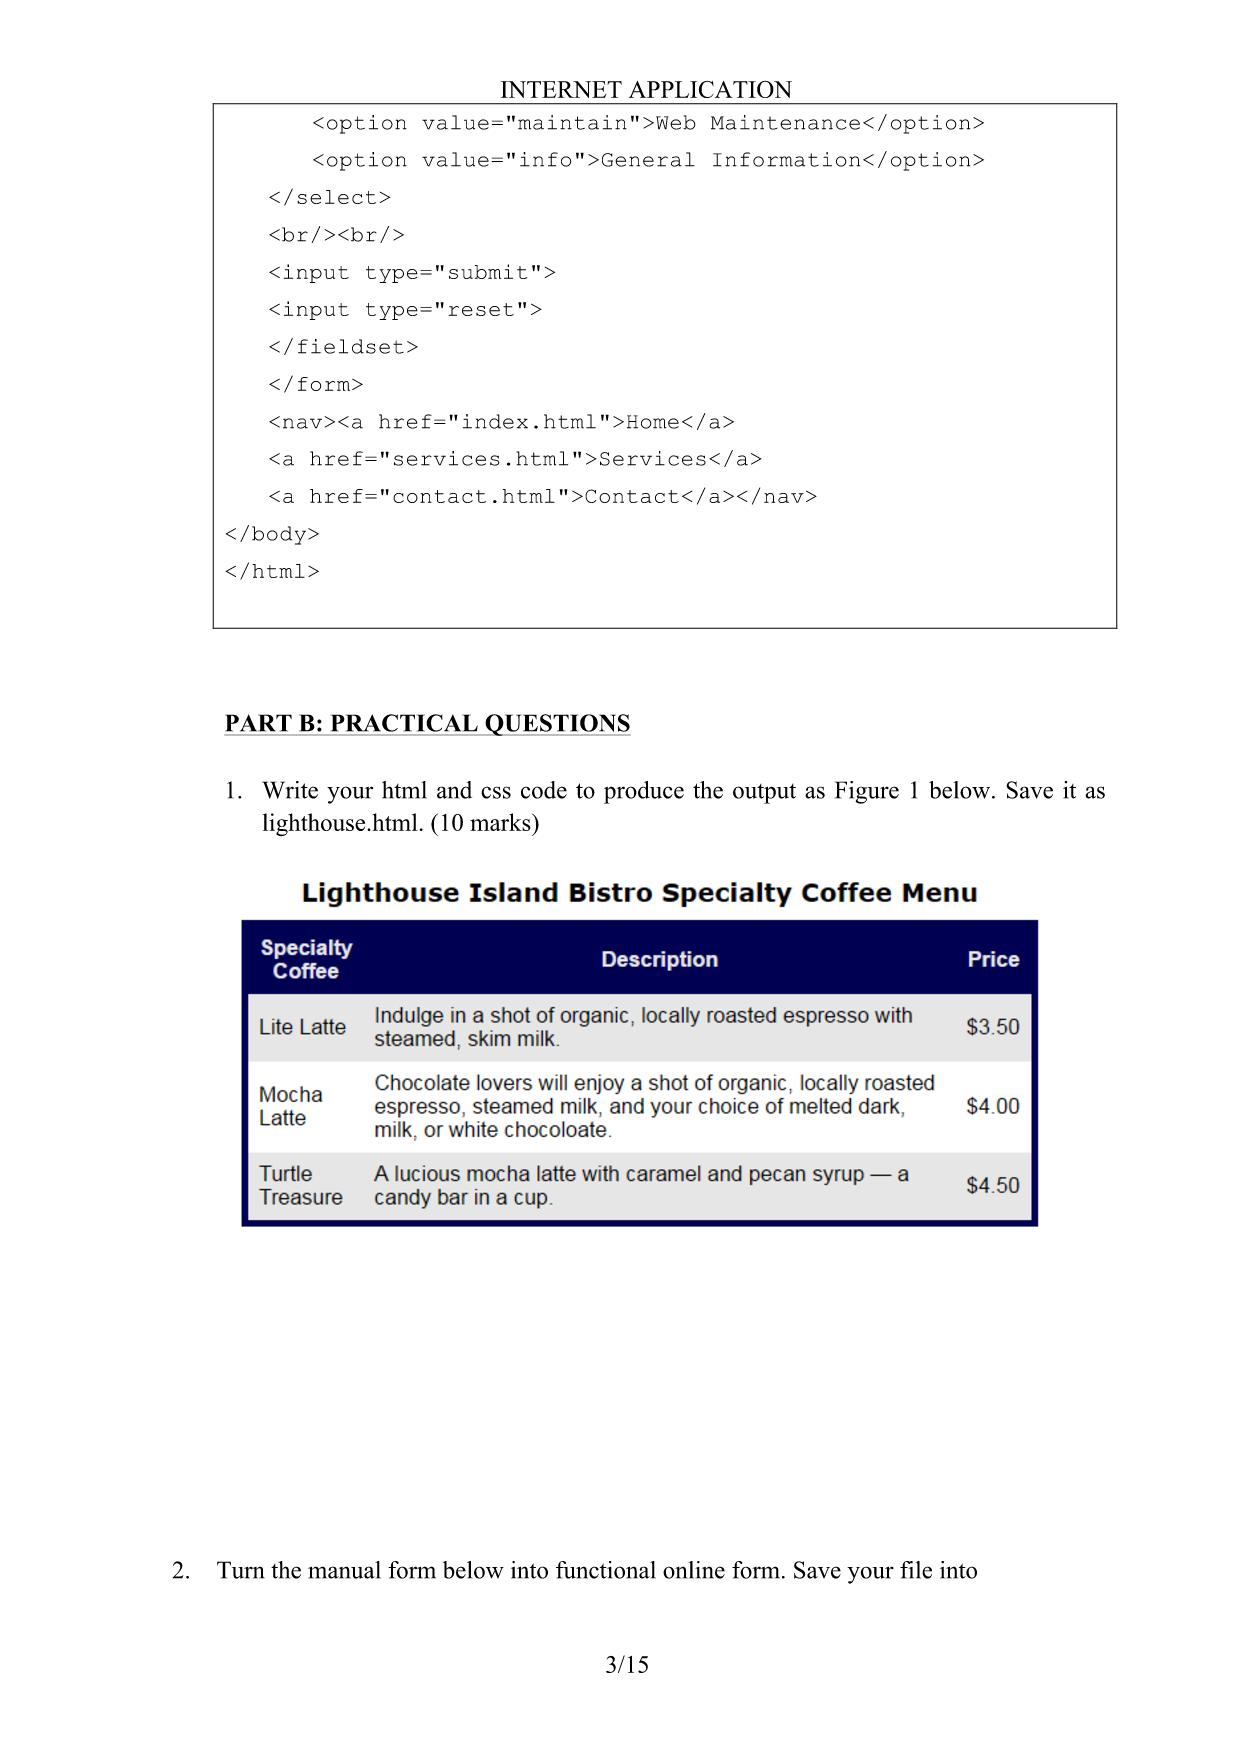 INTERNET APPLICATION
<option value="maintain">Web Maintenance</option>
<option value="info">General Information</option>
</select>
<br/><br/>
<input type="submit">
<input type="reset">
</fieldset>
</form>
<nav><a href="index.html">Home</a>
<a href="services.html">Services</a>
<a href="contact.html">Contact</a></nav>
</body>
</html>
PART B: PRACTICAL QUESTIONS
1. Write your html and css code to produce the output as Figure 1 below. Save it as
lighthouse.html. (10 marks)
Lighthouse Island Bistro Specialty Coffee Menu
Specialty
Coffee
Description
Price
Lite Latte
Indulge in a shot of organic, locally roasted espresso with
steamed, skim milk.
$3.50
Mocha
Latte
Chocolate lovers will enjoy a shot of organic, locally roasted
espresso, steamed milk, and your choice of melted dark,
milk, or white chocoloate.
$4.00
Turtle
Treasure
A lucious mocha latte with caramel and pecan syrup — a
candy bar in a cup.
$4.50
2. Turn the manual form below into functional online form. Save your file into
3/15